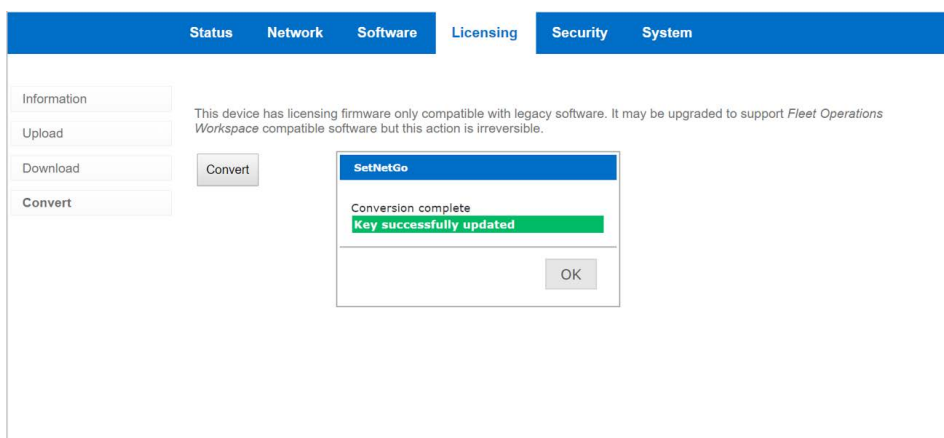 Status Network Software Licensing Security System
Information
Upload
Download
Convert
This device has licensing firmware only compatible with legacy software. It may be upgraded to support Fleet Operations
Workspace compatible software but this action is irreversible.
Convert
SetNetGo
Conversion complete
Key successfully updated
OK